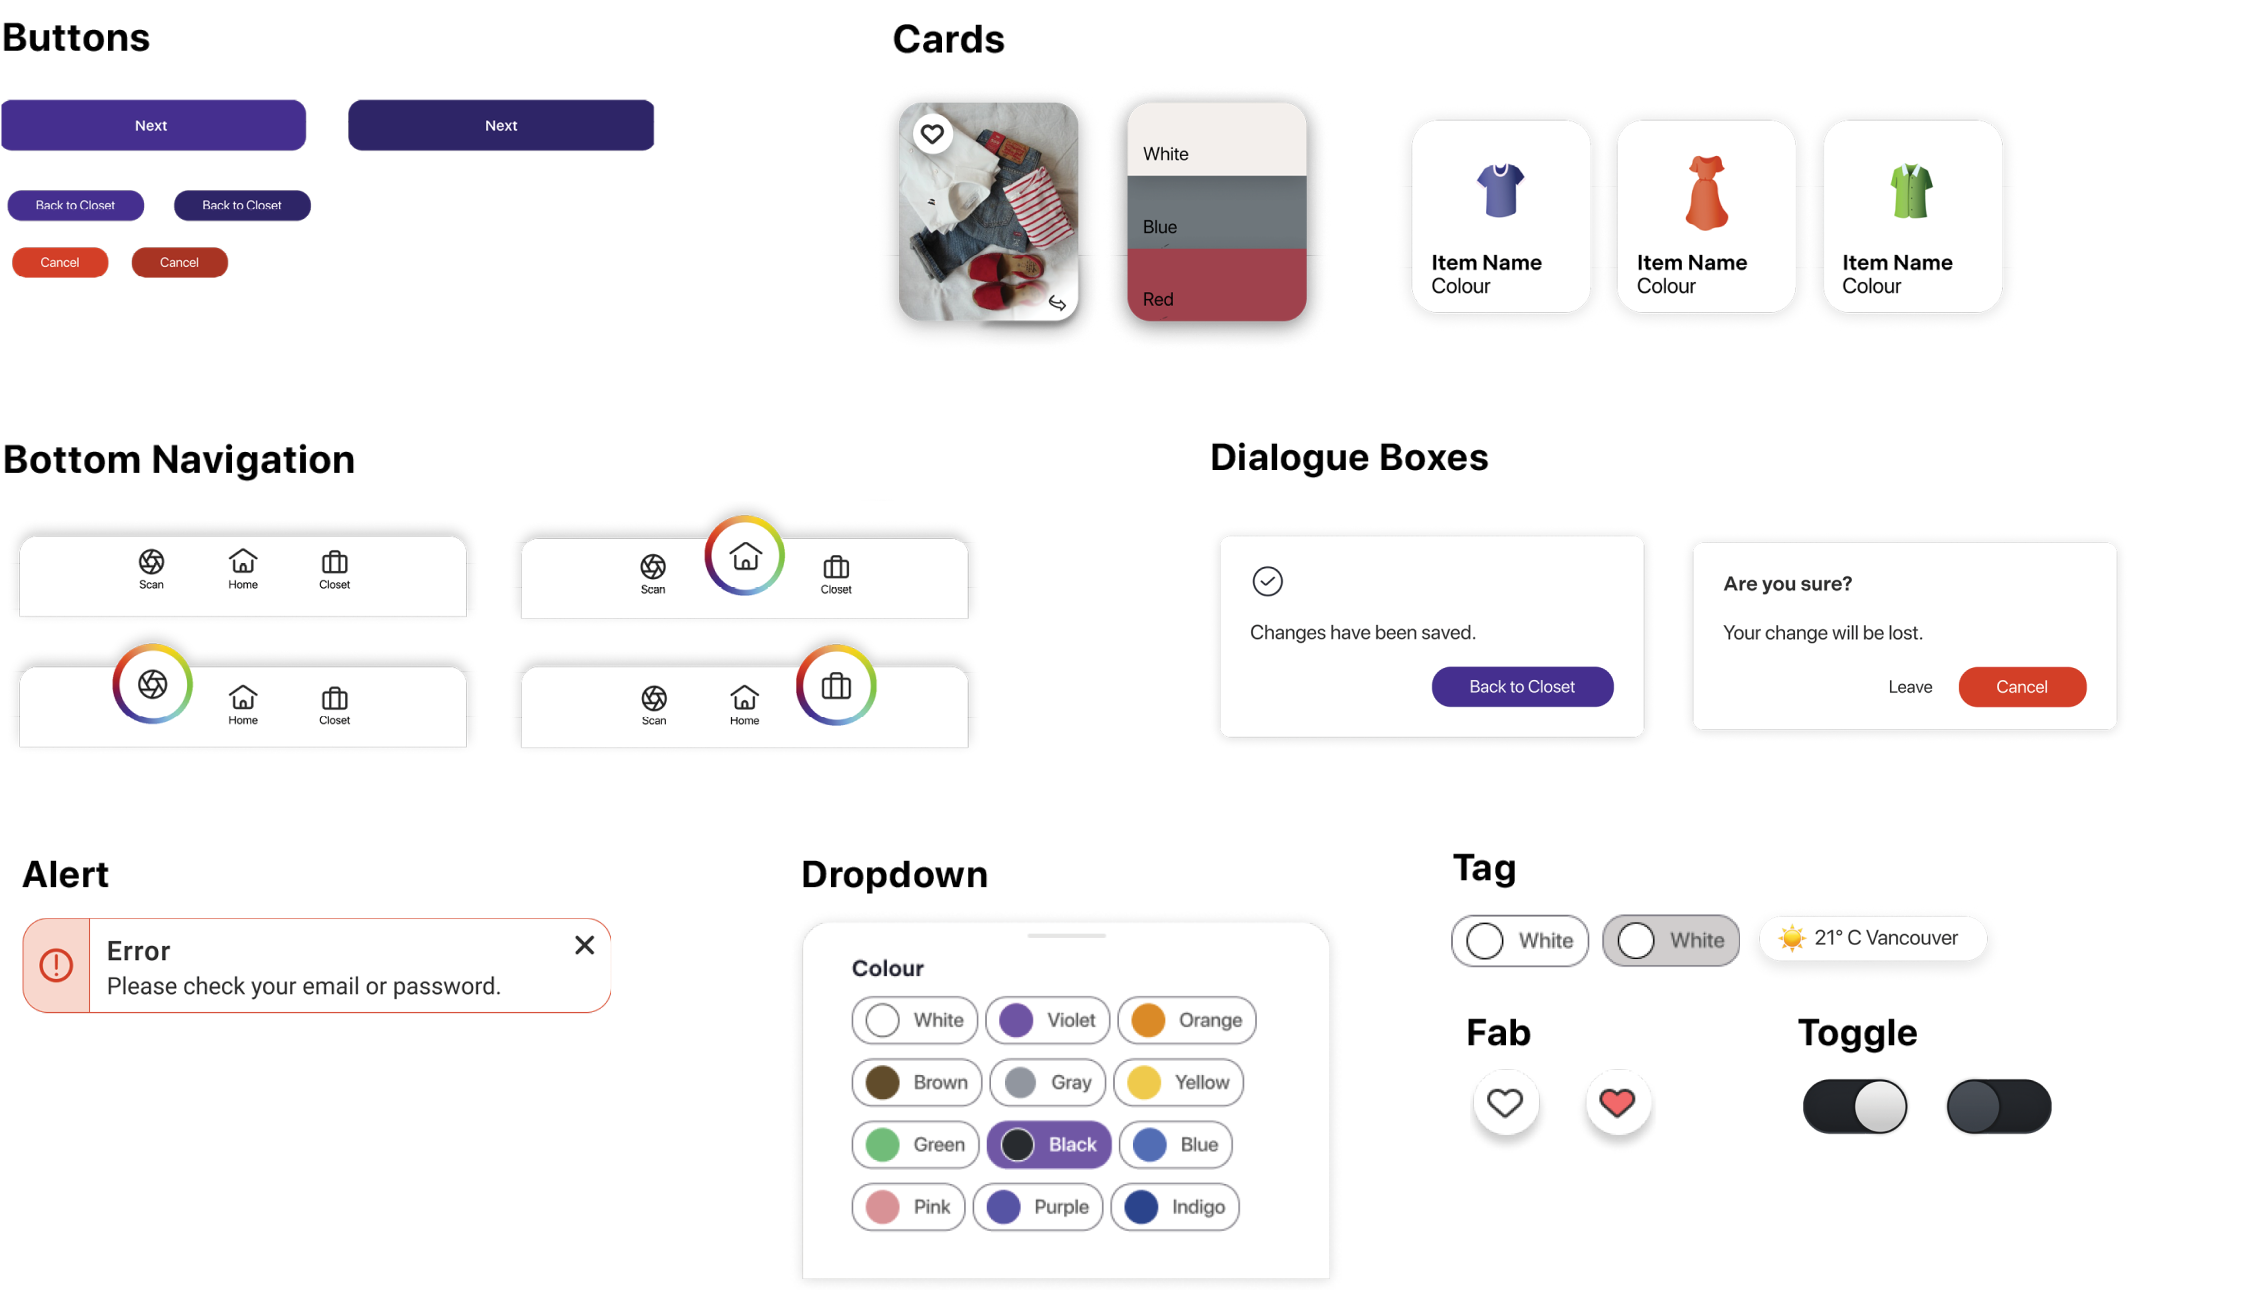 Buttons
Next
Next
Back to Closet
Back to Closet
Cancel
Cancel
Cards
White
Blue
Red
Item Name
Colour
Item Name
Colour
Item Name
Colour
Bottom Navigation
Scan
Home
Closet
Scan
Closet
Home
Closet
Scan
Home
Dialogue Boxes
Changes have been saved.
Back to Closet
Are you sure?
Your change will be lost.
Leave
Cancel
Alert
Error
Please check your email or password.
Dropdown
Colour
White
Violet
Orange
Brown
Gray
Yellow
Green
Black
Blue
Pink
Purple
Indigo
Tag
White
White
21° C Vancouver
Fab
Toggle